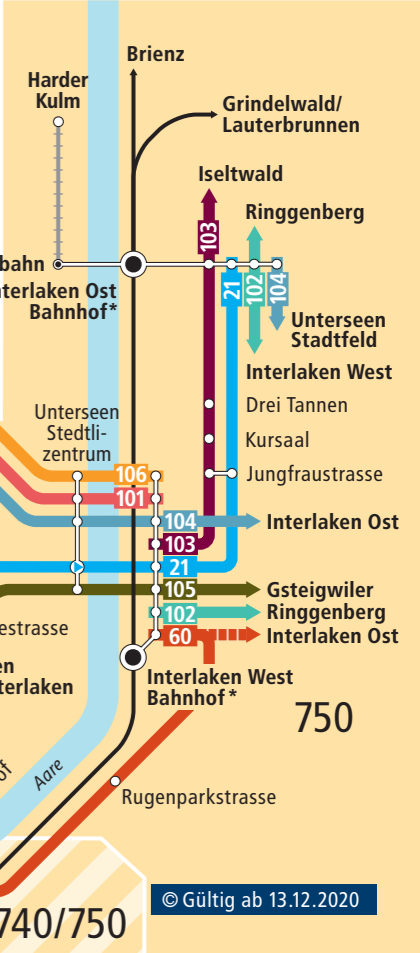 Brienz
Harder
Kulm
Grindelwald/
Lauterbrunnen
Iseltwald
103
Ringgenberg
bahn
nterlaken Ost
Bahnhof*
21
102
104
Unterseen
Stadtfeld
Interlaken West
Drei Tannen
Kursaal
Jungfraustrasse
Unterseen
Stedtli-
zentrum
106
101
104
Interlaken Ost
103
21
105
Gsteigwiler
102
Ringgenberg
60
Interlaken Ost
estrasse
en
terlaken
Interlaken West
Bahnhof*
750
of
Aare
Rugenparkstrasse
© Gültig ab 13.12.2020
740/750